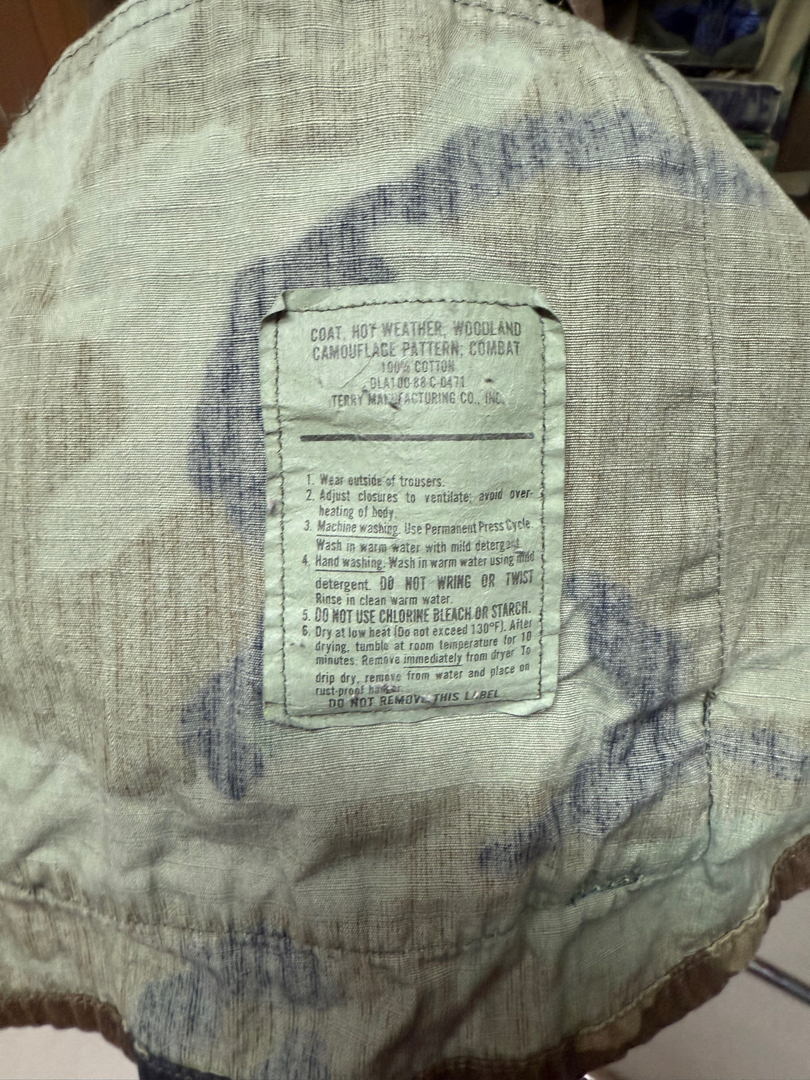 COAT, HOT WEATHER, WOODLAND
CAMOUFLAGE PATTERN, COMBAT
100% COTTON
DLA100-88-C-0471
TERRY MANUFACTURING CO., INC.
1. Wear outside of trousers.
2. Adjust closures to ventilate; avoid over-
heating of body.
3. Machine washing. Use Permanent Press Cycle
Wash in warm water with mild detergent.
4. Hand washing. Wash in warm water using mild
detergent. DO NOT WRING OR TWIST
Rinse in clean warm water.
5. DO NOT USE CHLORINE BLEACH OR STARCH.
6. Dry at low heat (Do not exceed 130°F). After
drying, tumble at room temperature for 10
minutes. Remove immediately from dryer To
drip dry, remove from water and place on
rust-proof hanger.
DO NOT REMOVE THIS LABEL